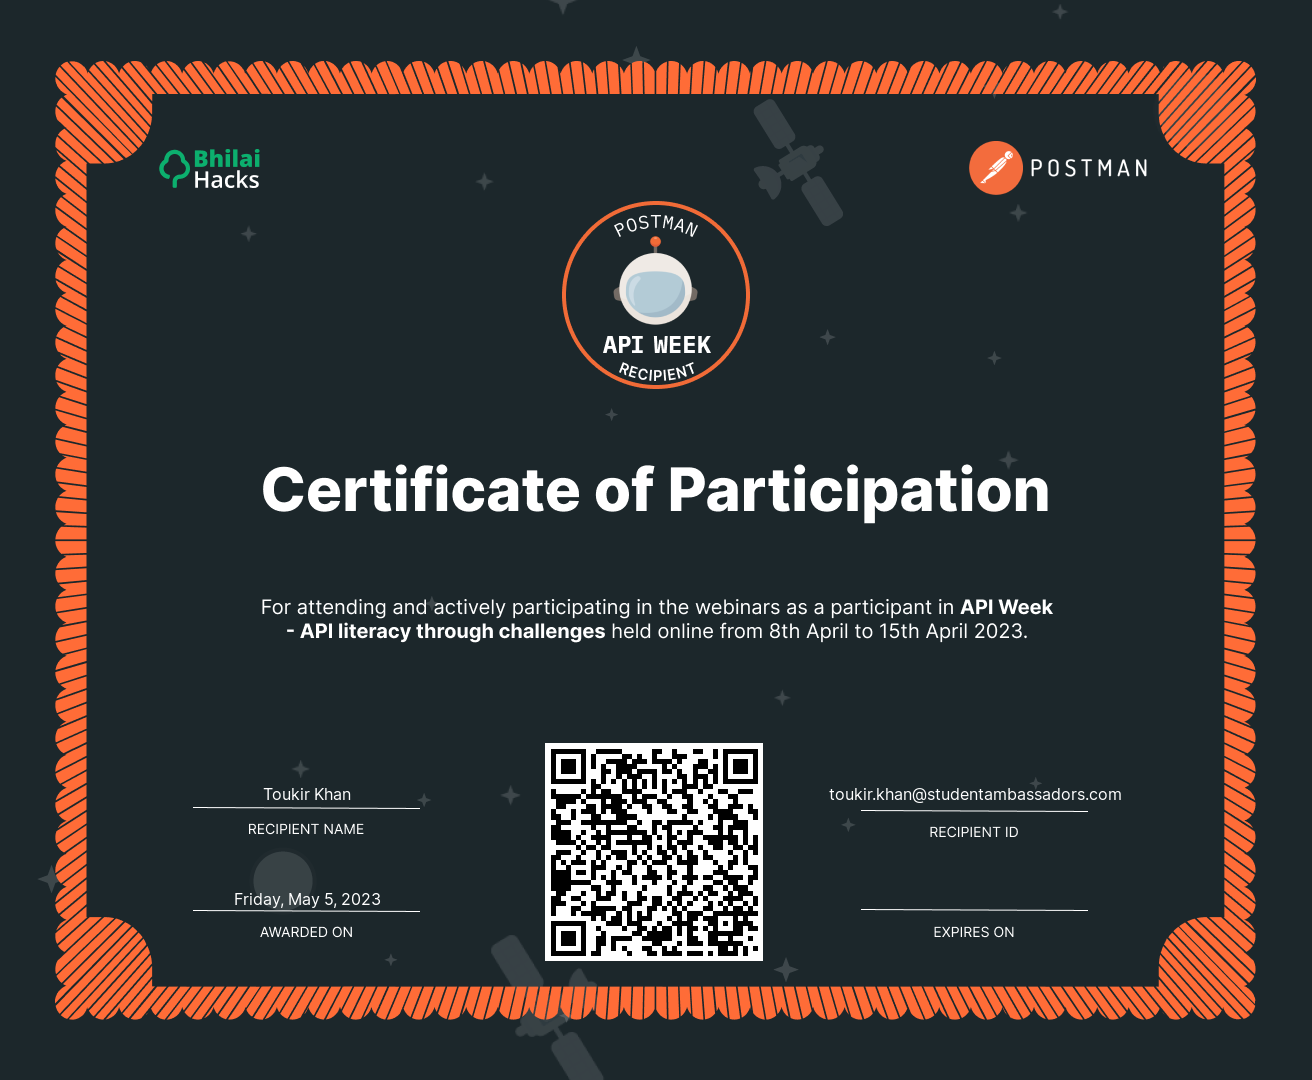 Bhilai
Hacks
POSTMAN
POSTMAN
API WEEK
RECIPIENT
Certificate of Participation
For attending and actively participating in the webinars as a participant in API Week
- API literacy through challenges held online from 8th April to 15th April 2023.
Toukir Khan
RECIPIENT NAME
toukir.khan@studentambassadors.com
RECIPIENT ID
Friday, May 5, 2023
AWARDED ON
EXPIRES ON